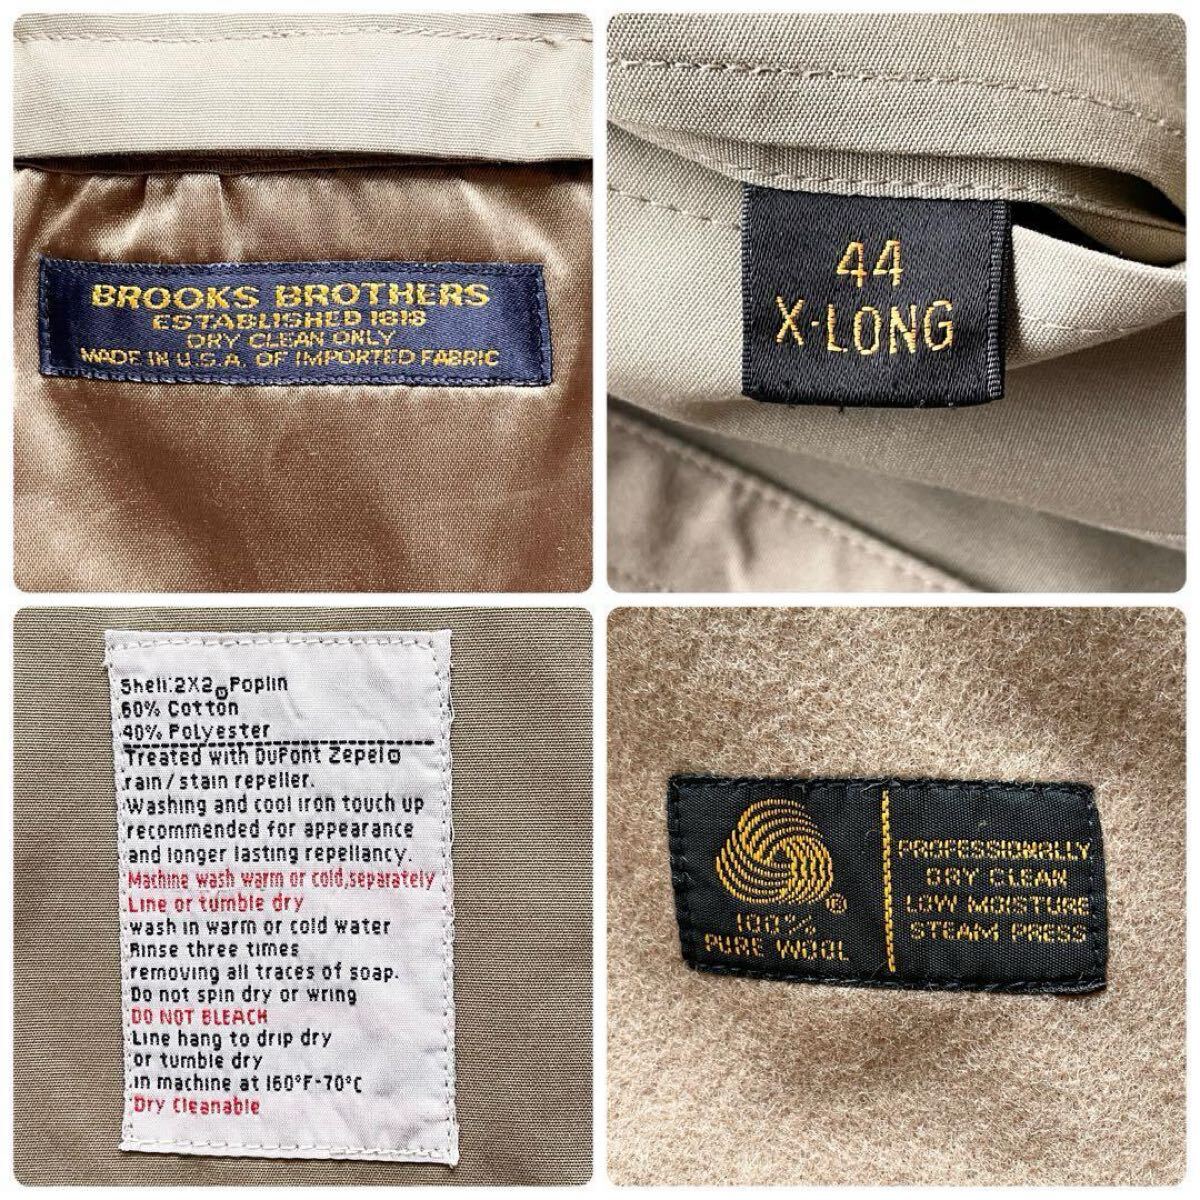 BROOKS BROTHERS
ESTABLISHED 1818
DRY CLEAN ONLY
MADE IN U.S.A. OF IMPORTED FABRIC
44
X-LONG
Shell:2X2 Poplin
60% Cotton
40% Polyester
Treated with DuPont Zepel®
rain/stain repeller.
Washing and cool iron touch up
recommended for appearance
and longer lasting repellancy.
Machine wash warm or cold,separately
Line or tumble dry
wash in warm or cold water
Rinse three times
removing all traces of soap.
Do not spin dry or wring
DO NOT BLEACH
Line hang to drip dry
or tumble dry
in machine at 160°F-70°C
Dry Cleanable
®
100%
PURE WOOL
PROFESSIONALLY
DRY CLEAN
LOW MOISTURE
STEAM PRESS